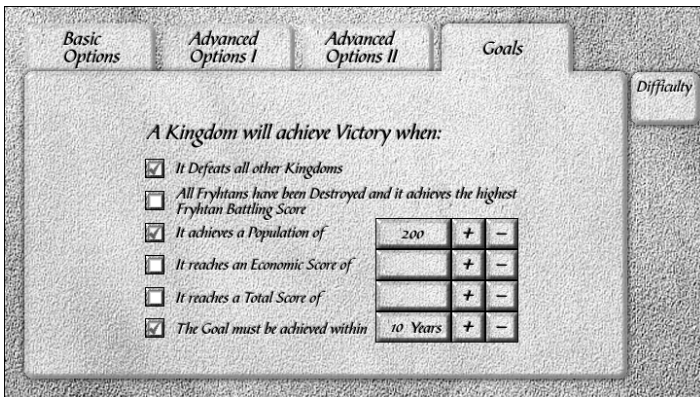 Basic
Options
Advanced
Options I
Advanced
Options II
Goals
Difficulty
A Kingdom will achieve Victory when:
It Defeats all other Kingdoms
All Fryhtans have been Destroyed and it achieves the highest
Fryhtan Battling Score
It achieves a Population of 200 + -
It reaches an Economic Score of + -
It reaches a Total Score of + -
The Goal must be achieved within 10 Years + -